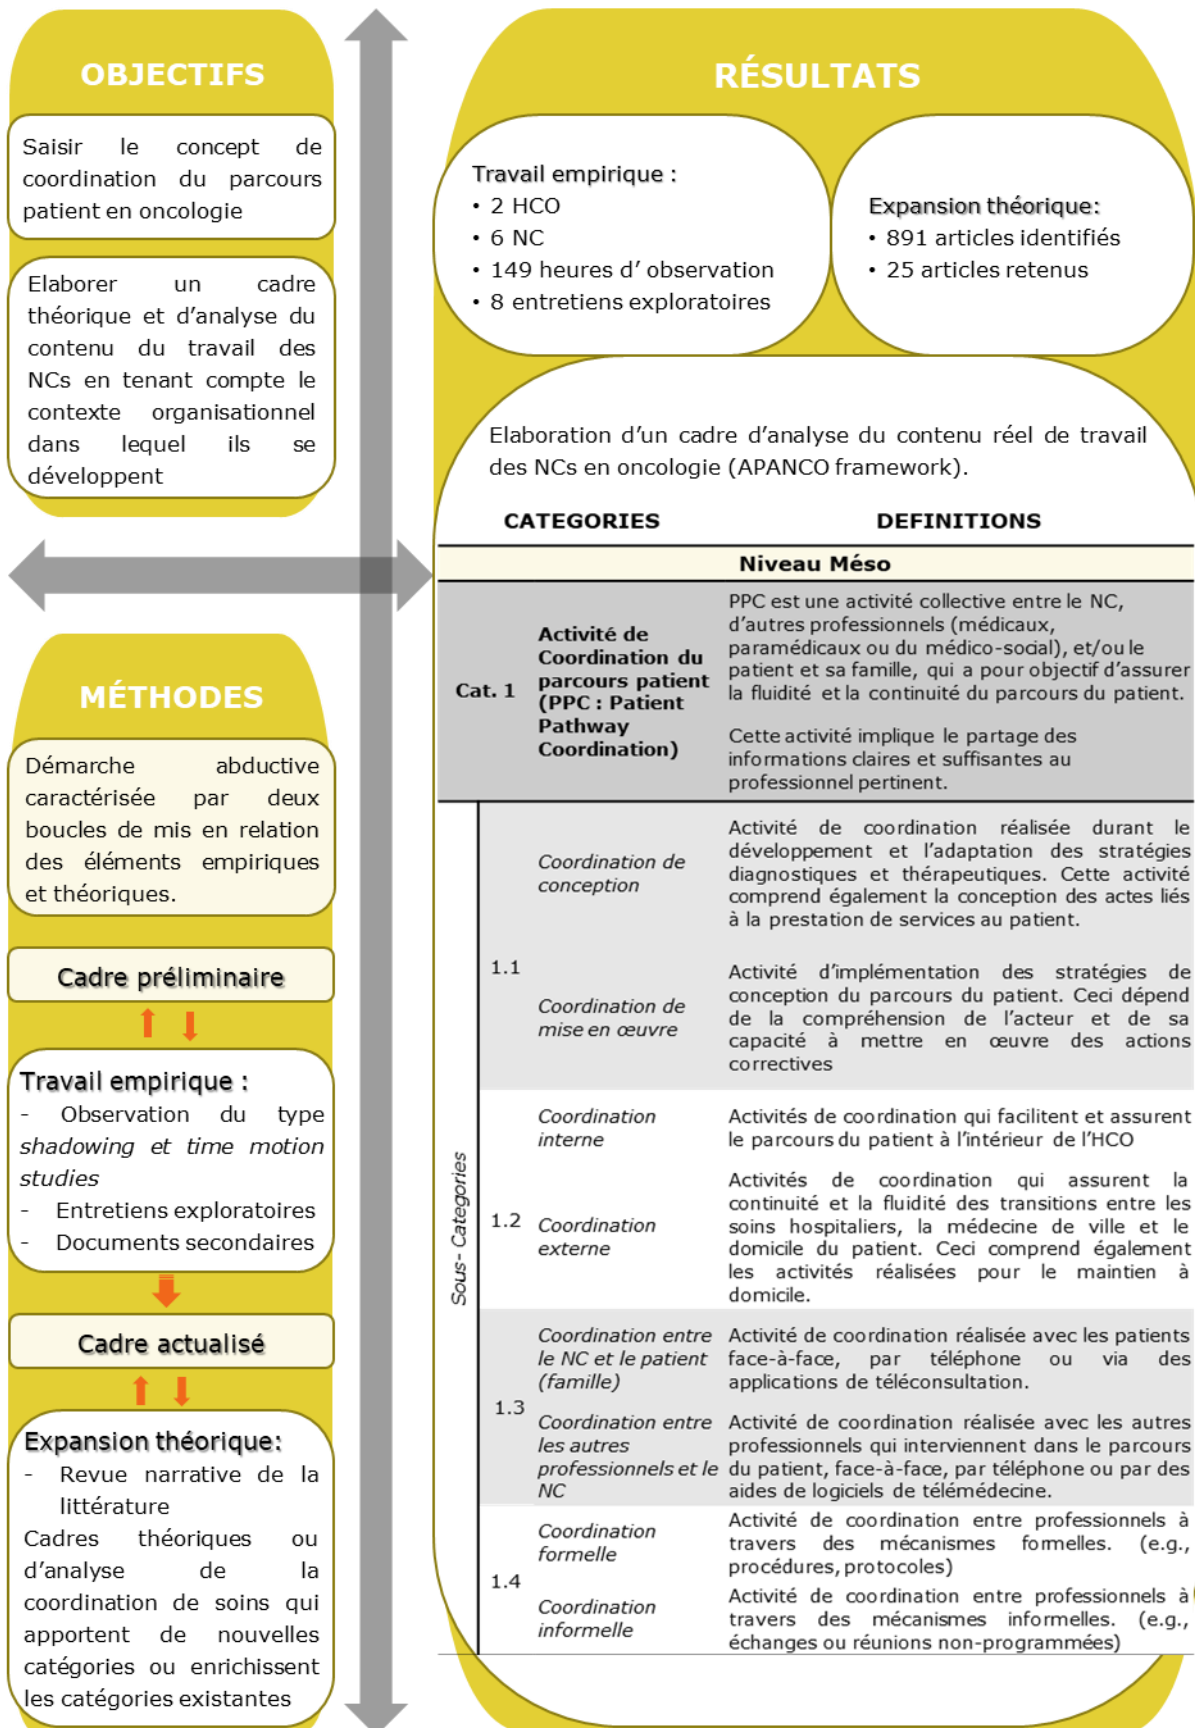 OBJECTIFS
Saisir le concept de
coordination du parcours
patient en oncologie
Elaborer un cadre
théorique et d’analyse du
contenu du travail des
NCs en tenant compte le
contexte organisationnel
dans lequel ils se
développent
MÉTHODES
Démarche abductive
caractérisée par deux
boucles de mis en relation
des éléments empiriques
et théoriques.
Cadre préliminaire
Travail empirique :
- Observation du type
shadowing et time motion
studies
- Entretiens exploratoires
- Documents secondaires
Cadre actualisé
Expansion théorique:
- Revue narrative de la
littérature
Cadres théoriques ou
d’analyse de la
coordination de soins qui
apportent de nouvelles
catégories ou enrichissent
les catégories existantes
RÉSULTATS
Travail empirique :
• 2 HCO
• 6 NC
• 149 heures d’ observation
• 8 entretiens exploratoires
Expansion théorique:
• 891 articles identifiés
• 25 articles retenus
Elaboration d’un cadre d’analyse du contenu réel de travail
des NCs en oncologie (APANCO framework).
CATEGORIES DEFINITIONS
Niveau Méso
Cat. 1
Activité de
Coordination du
parcours patient
(PPC : Patient
Pathway
Coordination)
PPC est une activité collective entre le NC,
d’autres professionnels (médicaux,
paramédicaux ou du médico-social), et/ou le
patient et sa famille, qui a pour objectif d’assurer
la fluidité et la continuité du parcours du patient.
Cette activité implique le partage des
informations claires et suffisantes au
professionnel pertinent.
Sous- Categories
1.1
Coordination de
conception
Activité de coordination réalisée durant le
développement et l’adaptation des stratégies
diagnostiques et thérapeutiques. Cette activité
comprend également la conception des actes liés
à la prestation de services au patient.
Coordination de
mise en œuvre
Activité d’implémentation des stratégies de
conception du parcours du patient. Ceci dépend
de la compréhension de l’acteur et de sa
capacité à mettre en œuvre des actions
correctives
1.2
Coordination
interne
Activités de coordination qui facilitent et assurent
le parcours du patient à l’intérieur de l’HCO
Coordination
externe
Activités de coordination qui assurent la
continuité et la fluidité des transitions entre les
soins hospitaliers, la médecine de ville et le
domicile du patient. Ceci comprend également
les activités réalisées pour le maintien à
domicile.
1.3
Coordination entre
le NC et le patient
(famille)
Activité de coordination réalisée avec les patients
face-à-face, par téléphone ou via des
applications de téléconsultation.
Coordination entre
les autres
professionnels et le
NC
Activité de coordination réalisée avec les autres
professionnels qui interviennent dans le parcours
du patient, face-à-face, par téléphone ou par des
aides de logiciels de télémédecine.
1.4
Coordination
formelle
Activité de coordination entre professionnels à
travers des mécanismes formelles. (e.g.,
procédures, protocoles)
Coordination
informelle
Activité de coordination entre professionnels à
travers des mécanismes informelles. (e.g.,
échanges ou réunions non-programmées)